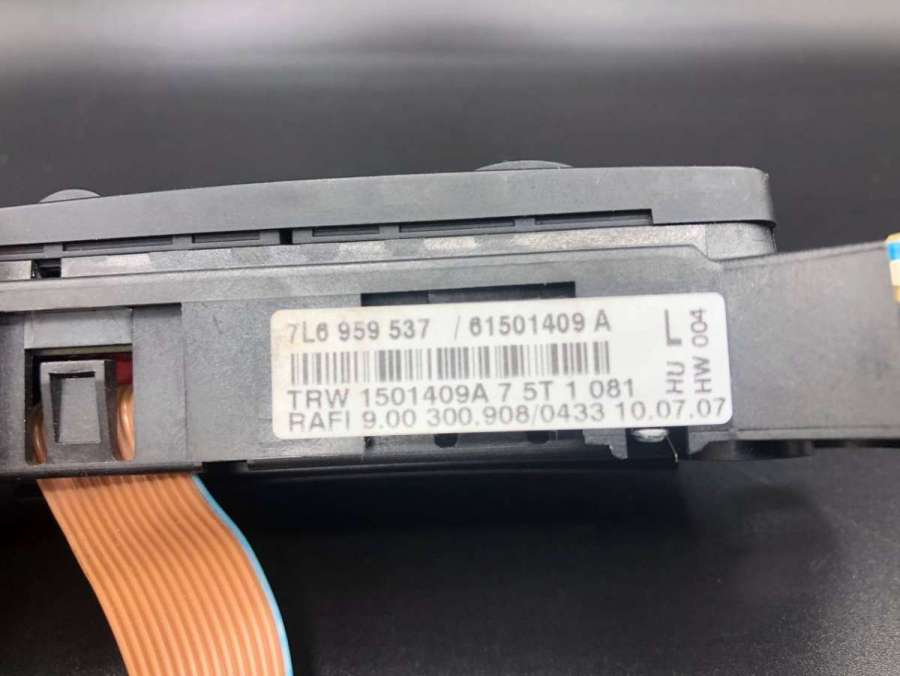 7L6 959 537 / 61501409 A
TRW 1501409A 7 5T 1 081
RAFI 9.00 300.908/0433 10.07.07
L
HU
HW 004